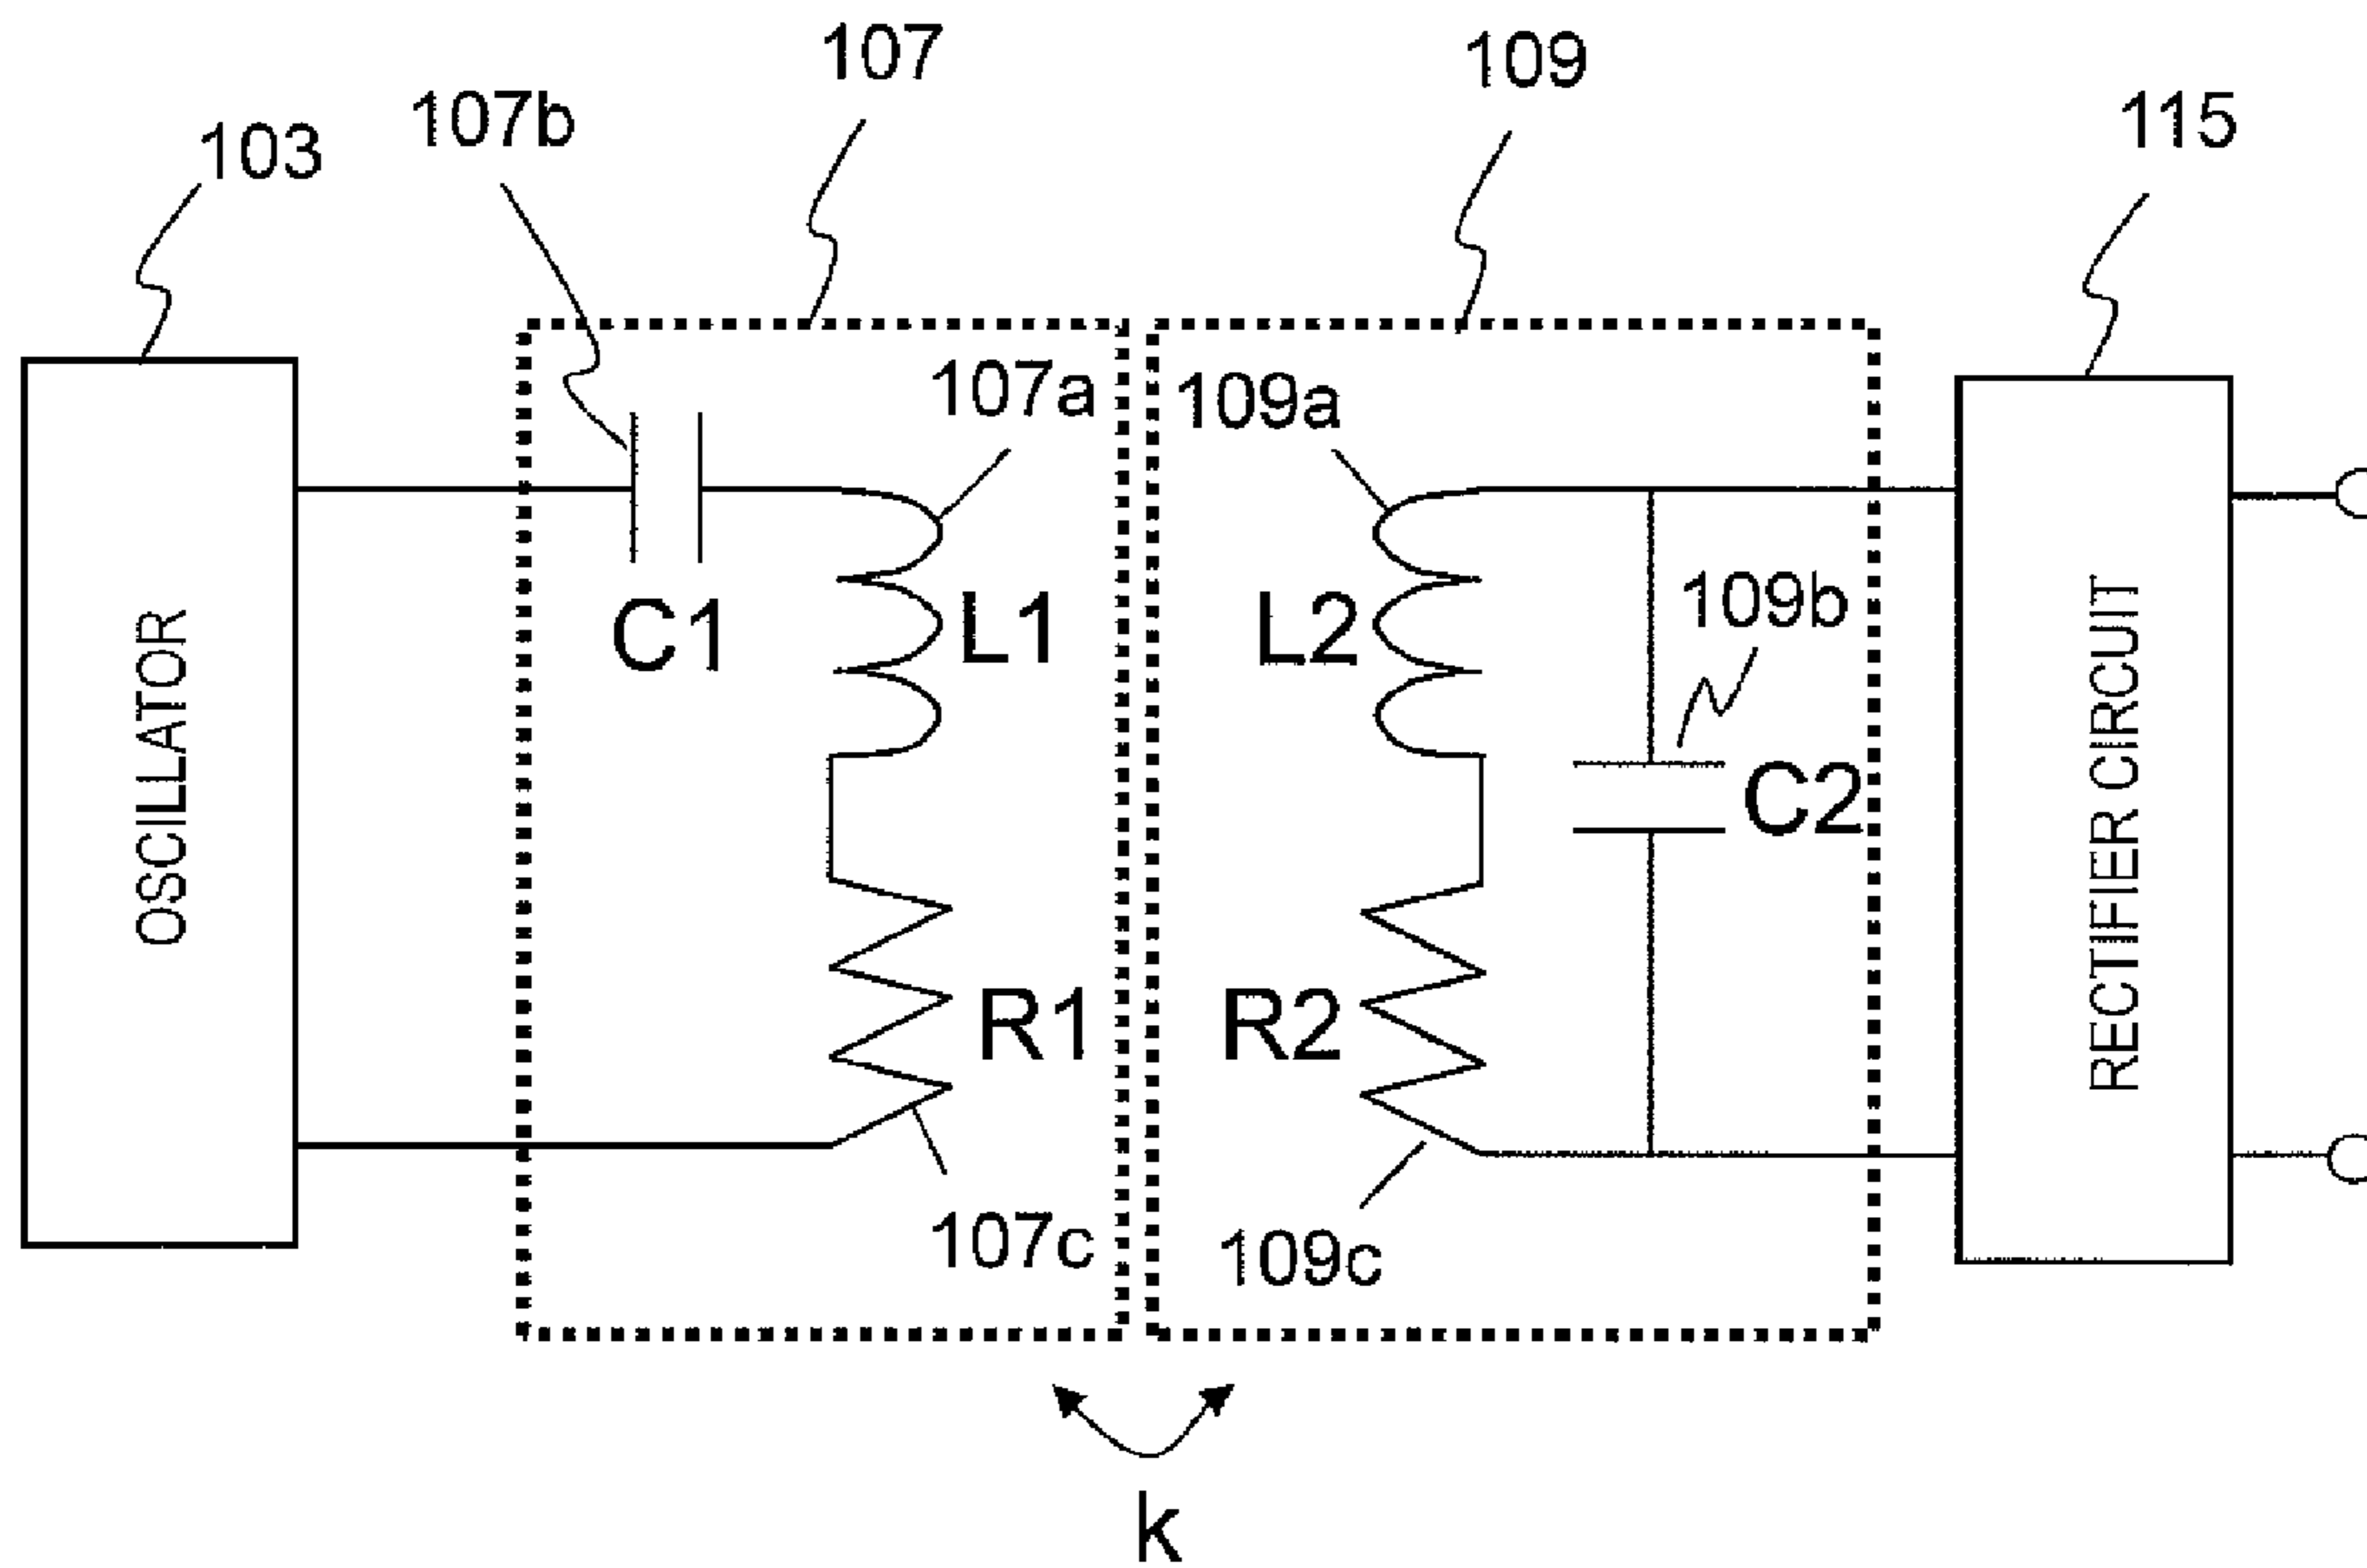 107
109
107b
115
103
107a
109a
109b
C1
L1
L2
C2
OSCILLATOR
RECTIFIER CIRCUIT
R1
R2
107c
109c
k